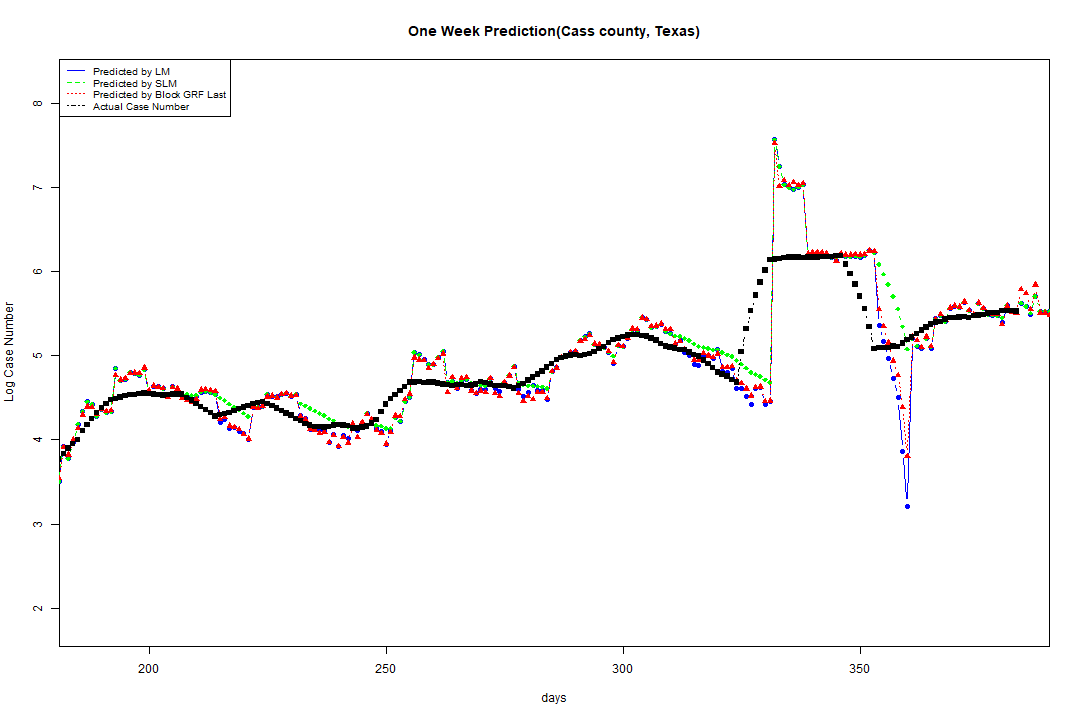 One Week Prediction(Cass county, Texas)
Predicted by LM
Predicted by SLM
Predicted by Block GRF Last
Actual Case Number
8
7
6
5
4
3
2
Log Case Number
200 250 300 350
days